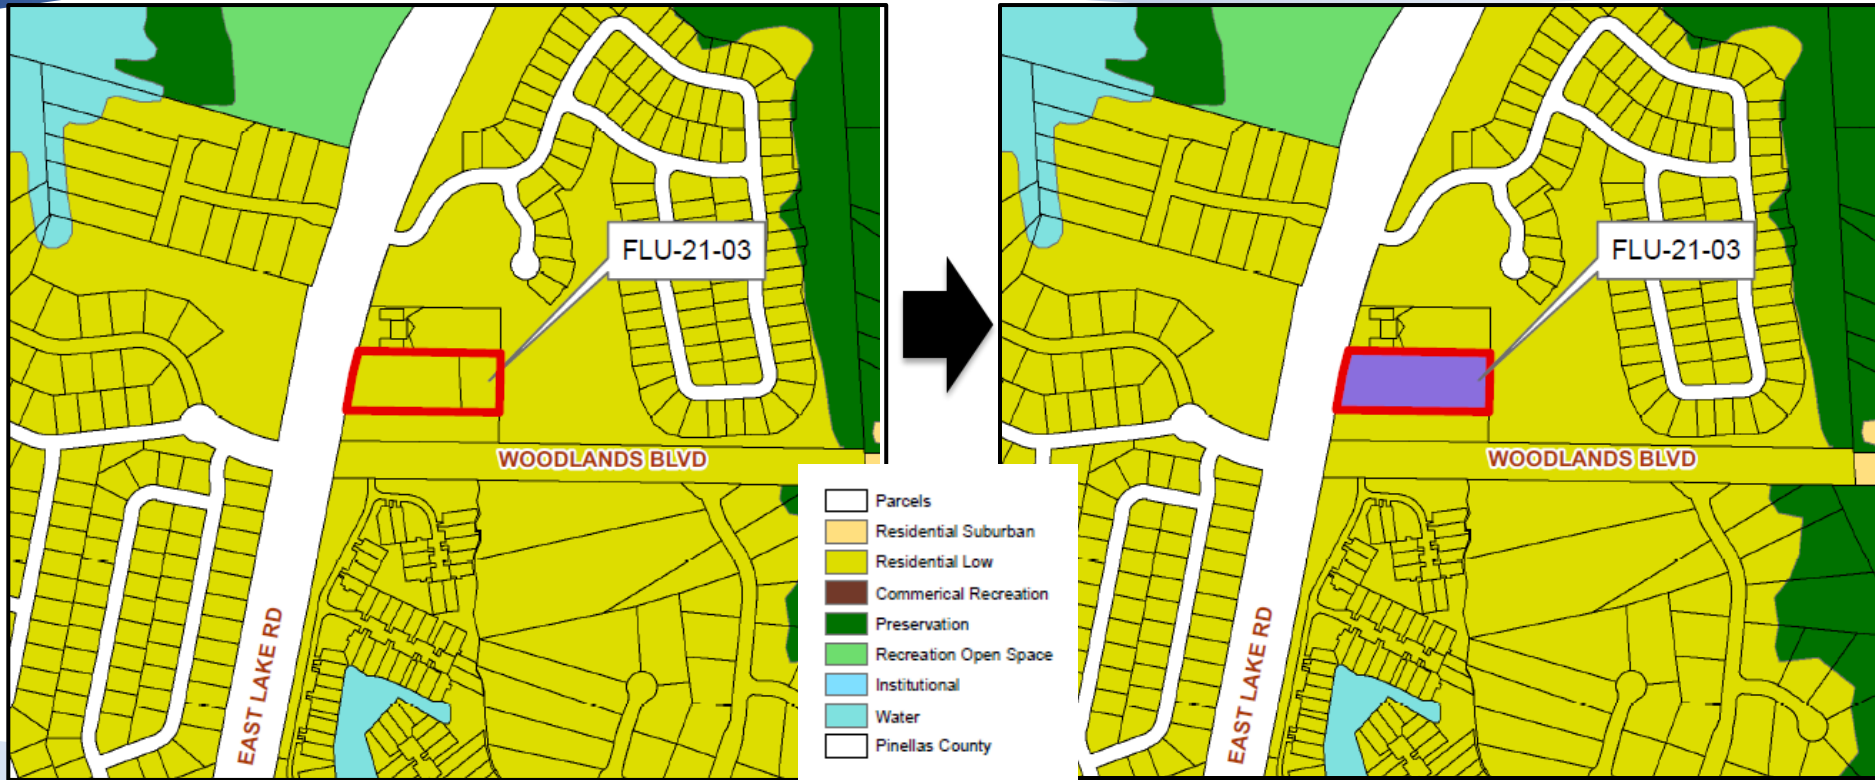 FLU-21-03
WOODLANDS BLVD
EAST LAKE RD
Parcels
Residential Suburban
Residential Low
Commerical Recreation
Preservation
Recreation Open Space
Institutional
Water
Pinellas County
FLU-21-03
WOODLANDS BLVD
EAST LAKE RD